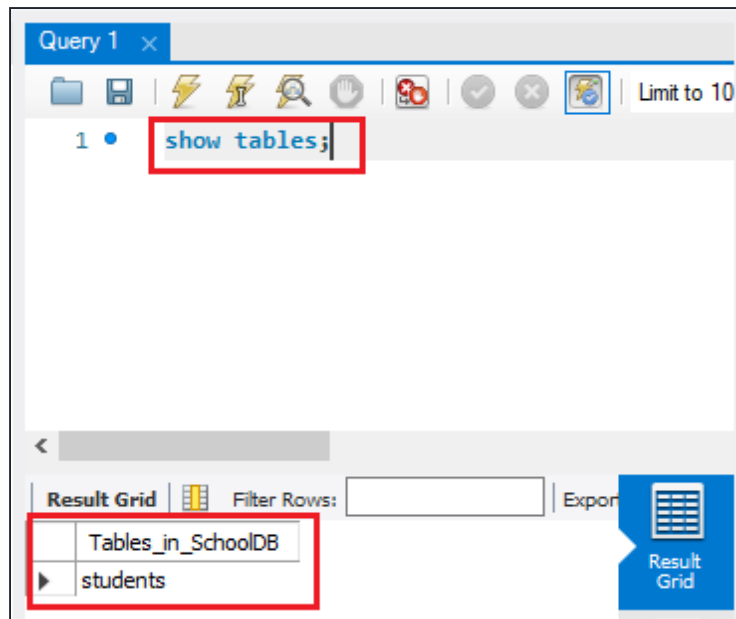 Query 1
Limit to 10
1 show tables;
Result Grid Filter Rows: Expor
Tables_in_SchoolDB
students
Result
Grid